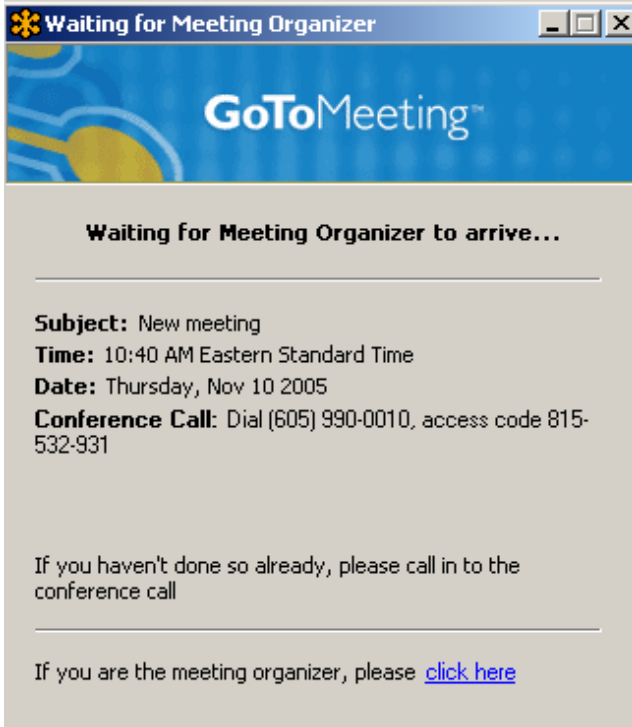 Waiting for Meeting Organizer
GoToMeeting™
Waiting for Meeting Organizer to arrive...
Subject: New meeting
Time: 10:40 AM Eastern Standard Time
Date: Thursday, Nov 10 2005
Conference Call: Dial (605) 990-0010, access code 815-
532-931
If you haven't done so already, please call in to the
conference call
If you are the meeting organizer, please click here